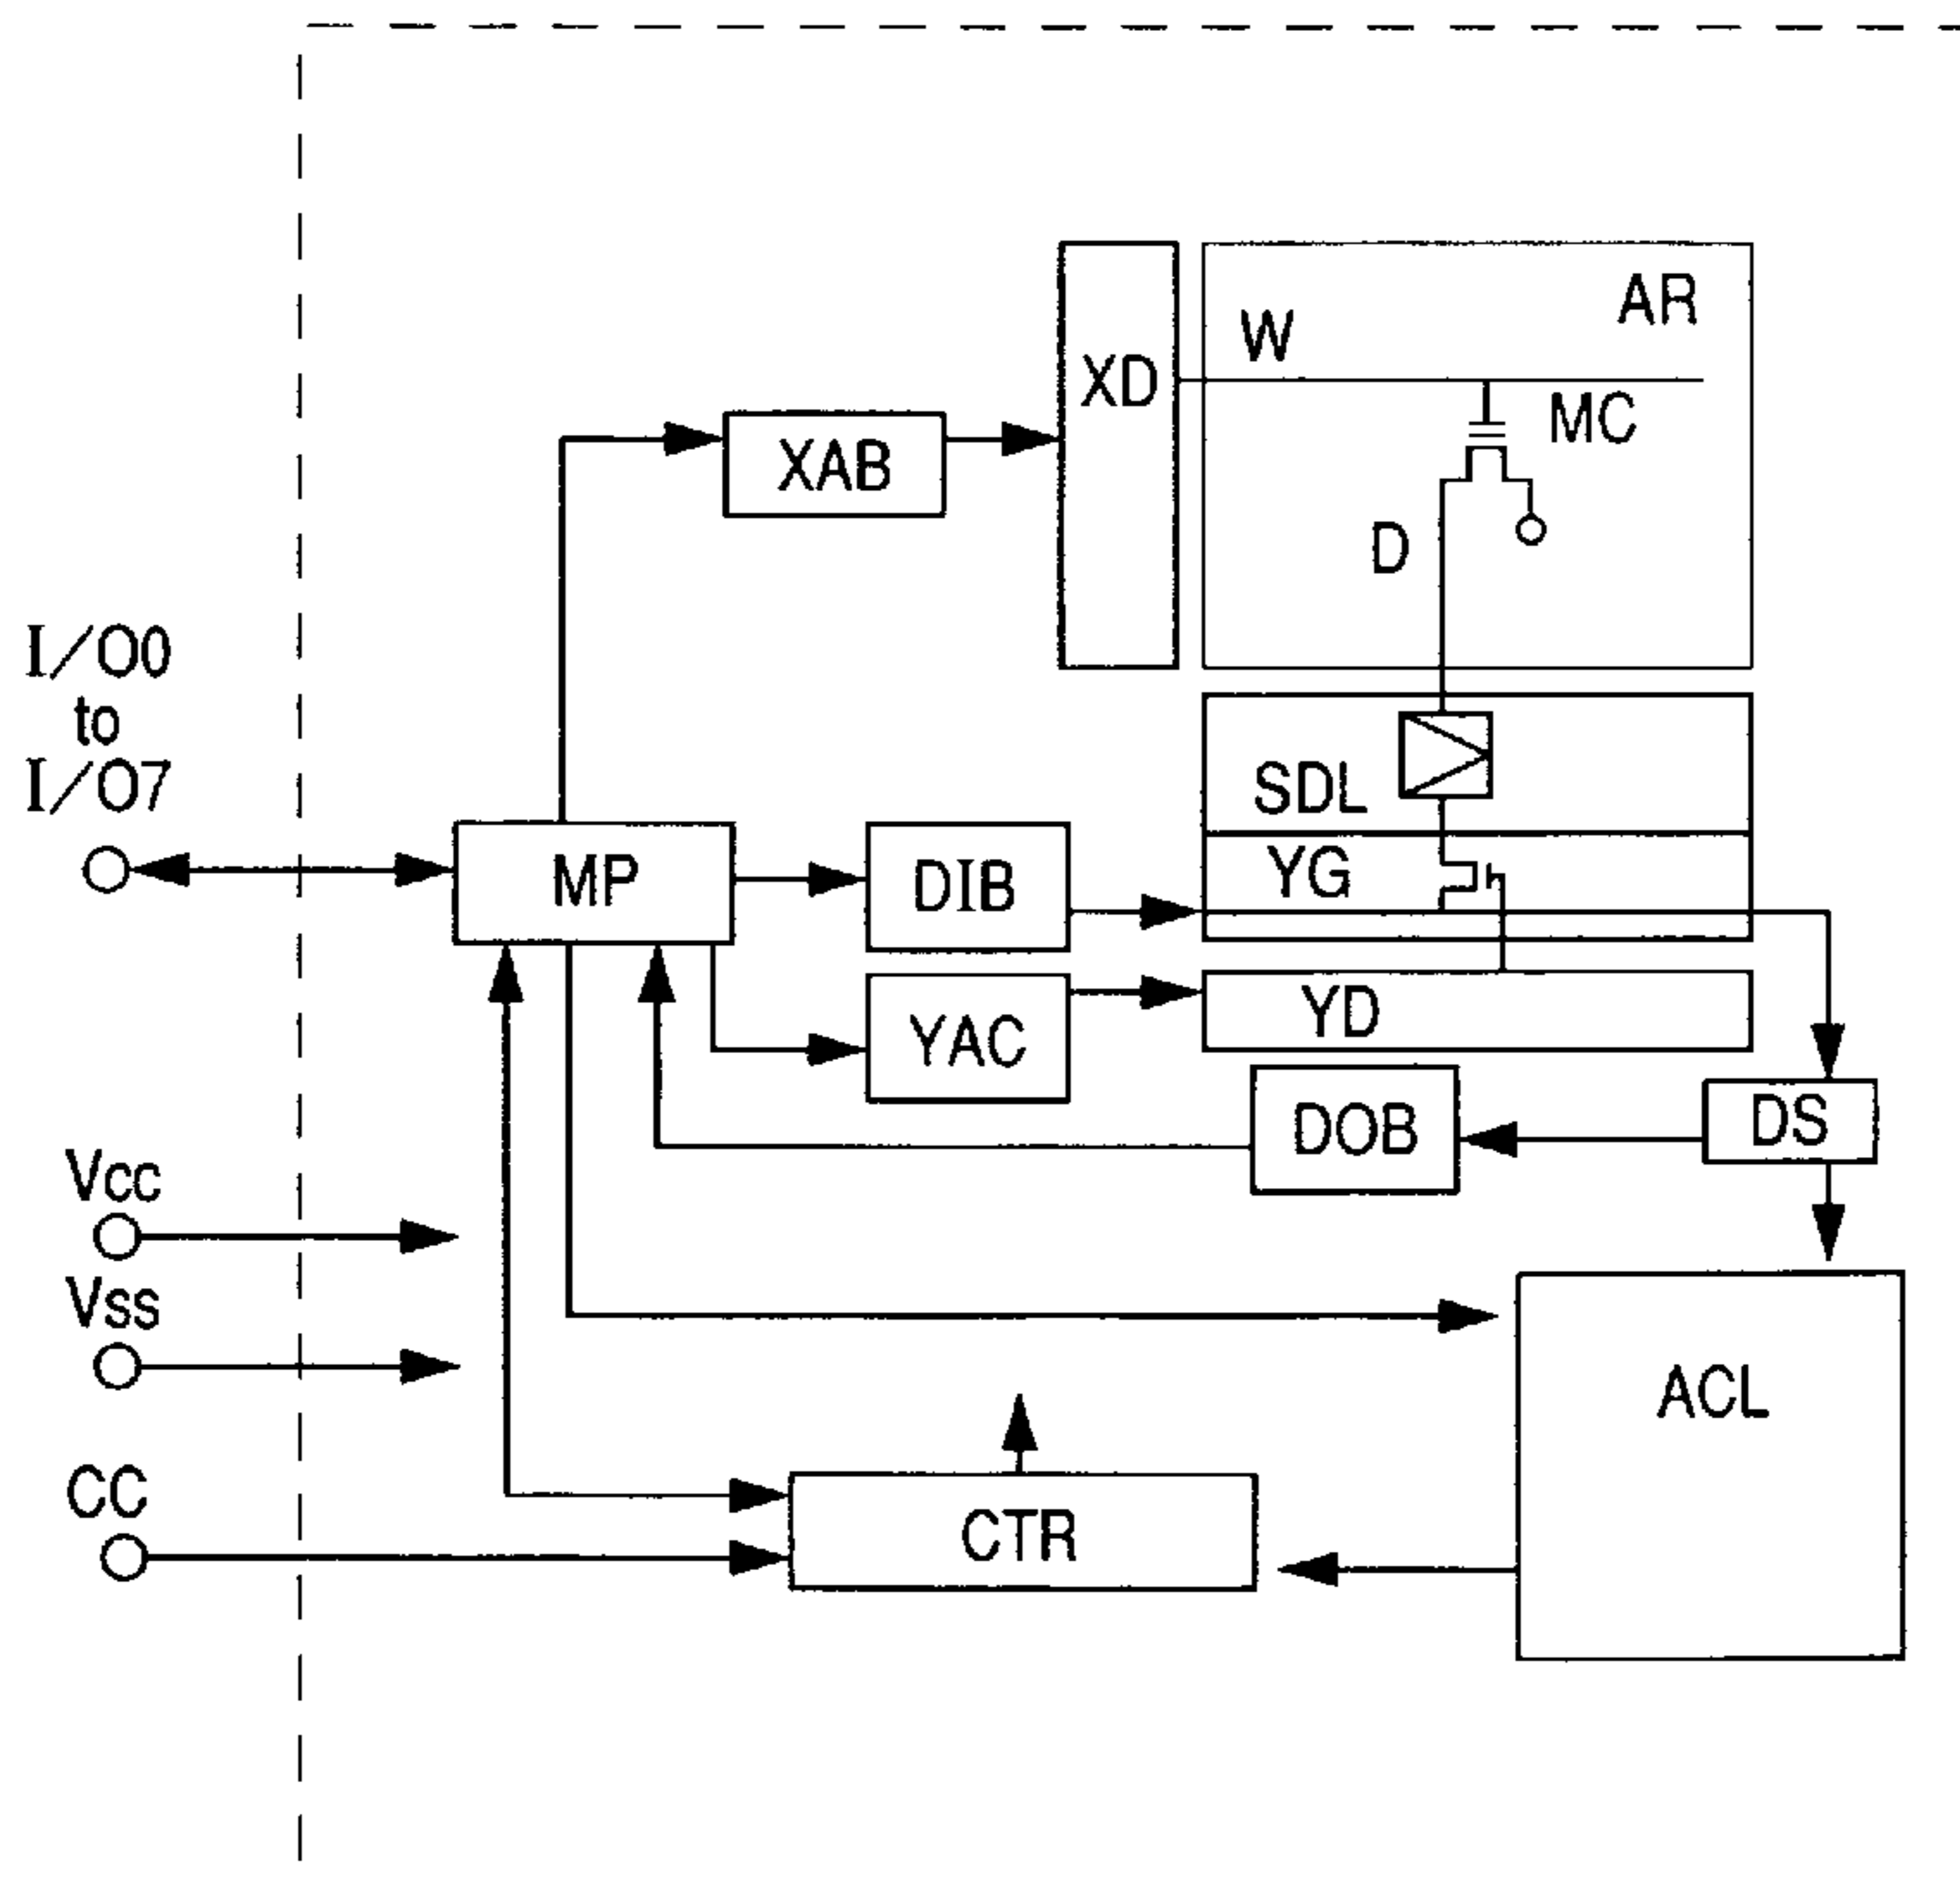 AR
W
XD
MC
XAB
D
I/O0
to
I/O7
SDL
MP
DIB
YG
YAC
YD
DOB
DS
Vcc
Vss
ACL
CC
CTR